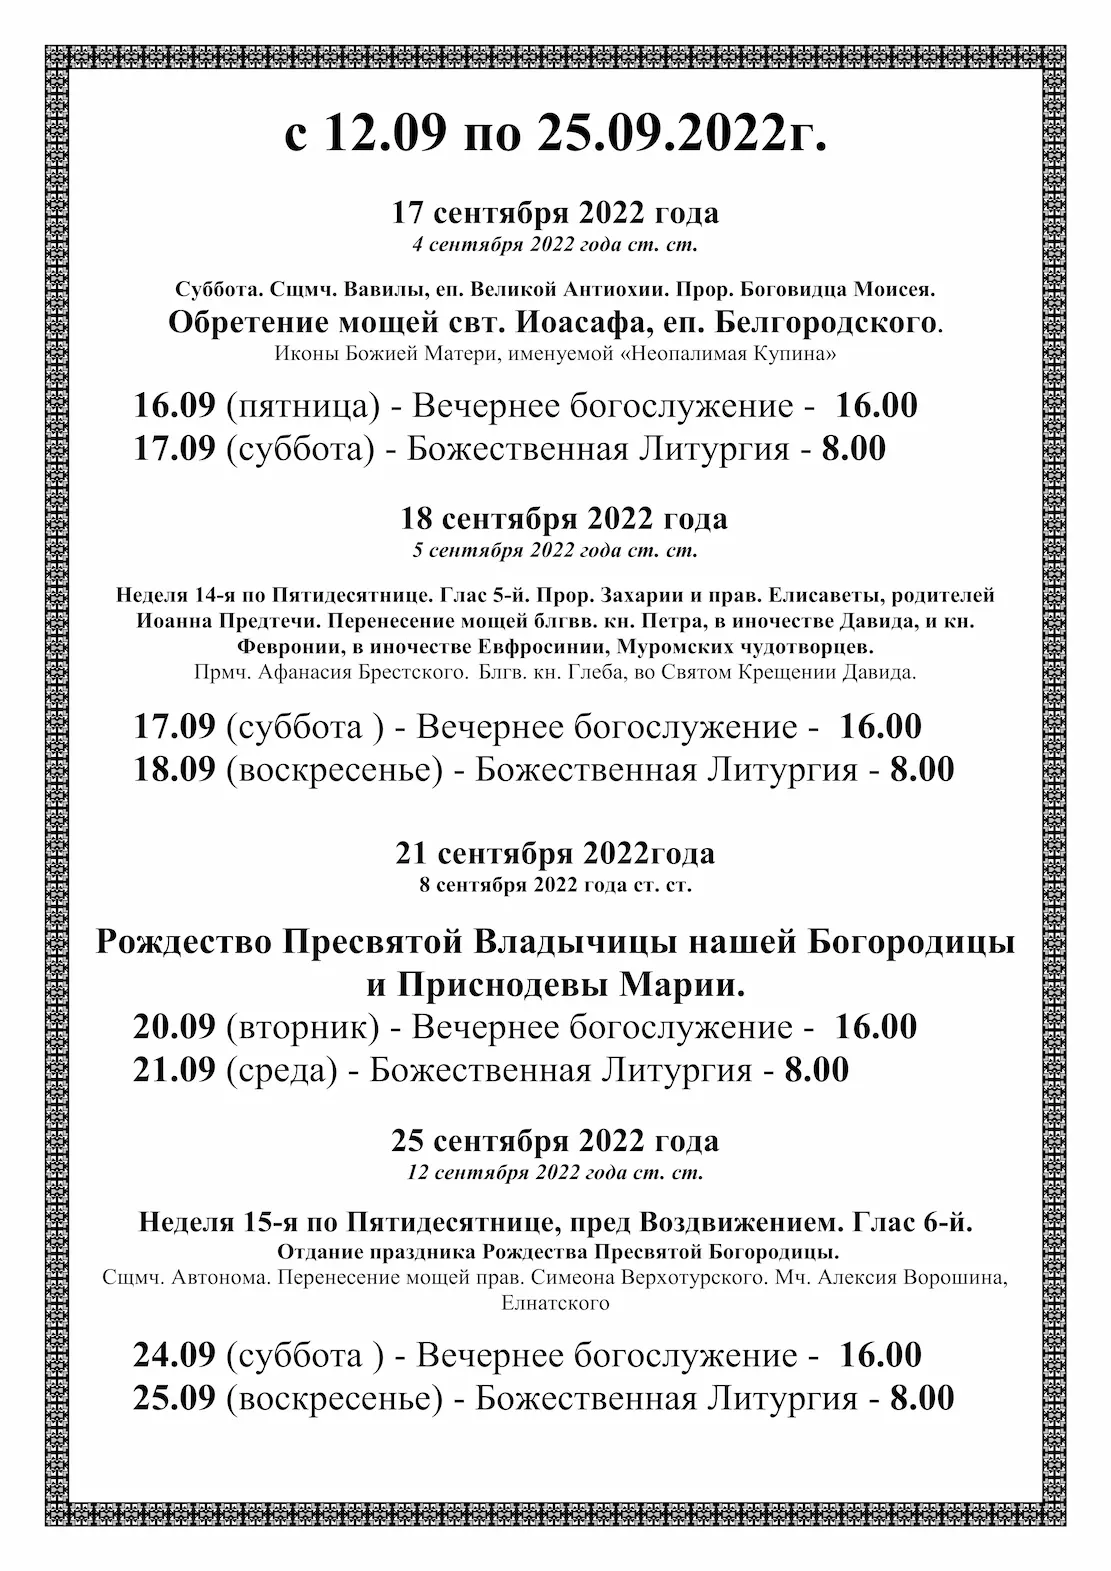 с 12.09 по 25.09.2022г.
17 сентября 2022 года
4 сентября 2022 года ст. ст.
Суббота. Сщмч. Вавилы, еп. Великой Антиохии. Прор. Боговидца Моисея.
Обретение мощей свт. Иоасафа, еп. Белгородского.
Иконы Божией Матери, именуемой «Неопалимая Купина»
16.09 (пятница) - Вечернее богослужение - 16.00
17.09 (суббота) - Божественная Литургия - 8.00
18 сентября 2022 года
5 сентября 2022 года ст. ст.
Неделя 14-я по Пятидесятнице. Глас 5-й. Прор. Захарии и прав. Елисаветы, родителей
Иоанна Предтечи. Перенесение мощей блгвв. кн. Петра, в иночестве Давида, и кн.
Февронии, в иночестве Евфросинии, Муромских чудотворцев.
Прмч. Афанасия Брестского. Блгв. кн. Глеба, во Святом Крещении Давида.
17.09 (суббота ) - Вечернее богослужение - 16.00
18.09 (воскресенье) - Божественная Литургия - 8.00
21 сентября 2022года
8 сентября 2022 года ст. ст.
Рождество Пресвятой Владычицы нашей Богородицы
и Приснодевы Марии.
20.09 (вторник) - Вечернее богослужение - 16.00
21.09 (среда) - Божественная Литургия - 8.00
25 сентября 2022 года
12 сентября 2022 года ст. ст.
Неделя 15-я по Пятидесятнице, пред Воздвижением. Глас 6-й.
Отдание праздника Рождества Пресвятой Богородицы.
Сщмч. Автонома. Перенесение мощей прав. Симеона Верхотурского. Мч. Алексия Ворошина,
Елнатского
24.09 (суббота ) - Вечернее богослужение - 16.00
25.09 (воскресенье) - Божественная Литургия - 8.00